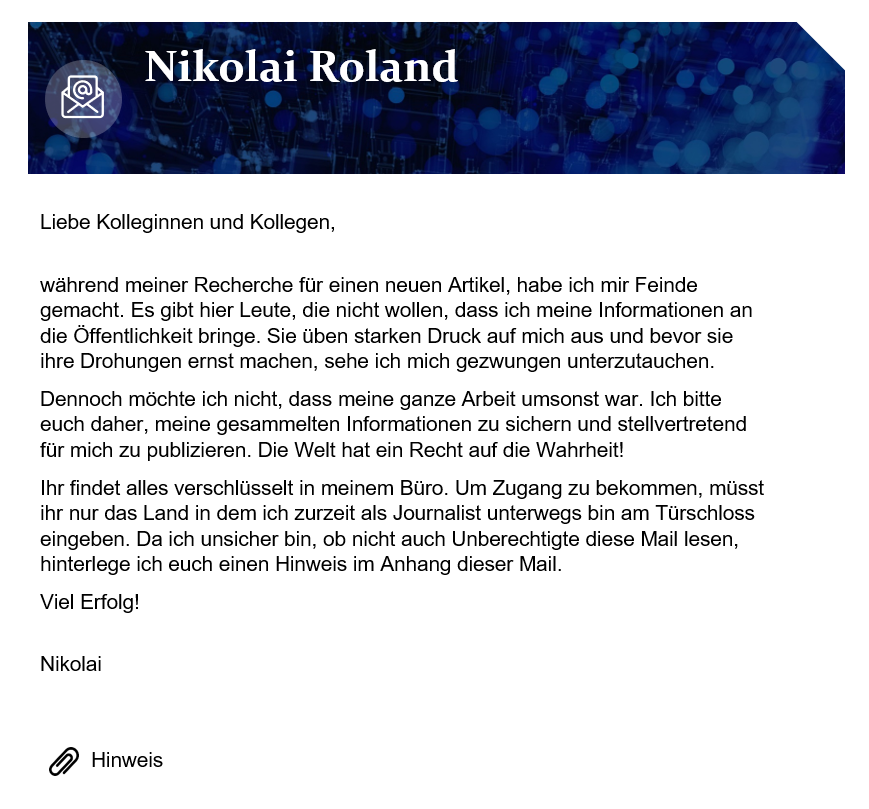 Nikolai Roland
Liebe Kolleginnen und Kollegen,
während meiner Recherche für einen neuen Artikel, habe ich mir Feinde
gemacht. Es gibt hier Leute, die nicht wollen, dass ich meine Informationen an
die Öffentlichkeit bringe. Sie üben starken Druck auf mich aus und bevor sie
ihre Drohungen ernst machen, sehe ich mich gezwungen unterzutauchen.
Dennoch möchte ich nicht, dass meine ganze Arbeit umsonst war. Ich bitte
euch daher, meine gesammelten Informationen zu sichern und stellvertretend
für mich zu publizieren. Die Welt hat ein Recht auf die Wahrheit!
Ihr findet alles verschlüsselt in meinem Büro. Um Zugang zu bekommen, müsst
ihr nur das Land in dem ich zurzeit als Journalist unterwegs bin am Türschloss
eingeben. Da ich unsicher bin, ob nicht auch Unberechtigte diese Mail lesen,
hinterlege ich euch einen Hinweis im Anhang dieser Mail.
Viel Erfolg!
Nikolai
Hinweis